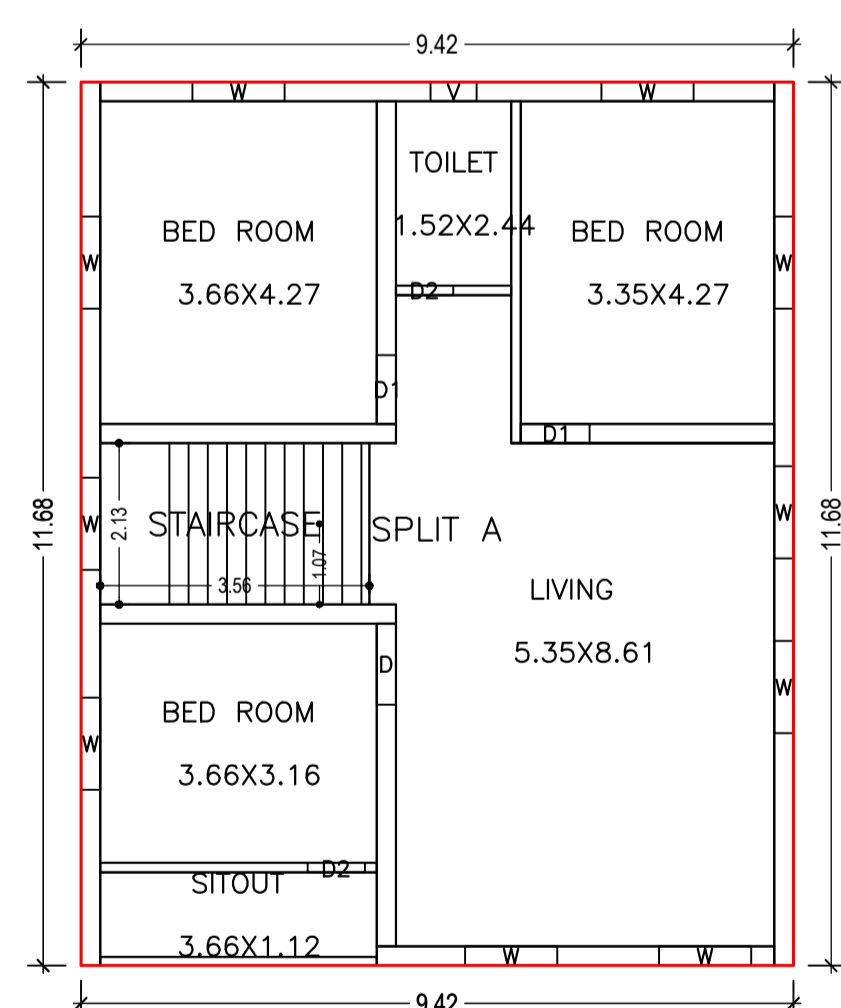 9.42
W V W
TOILET
1.52X2.44
BED ROOM
3.66X4.27
BED ROOM
3.35X4.27
W
W
D2
D1
D1
11.68
11.68
W
2.13
STAIRCASE
1.07
3.56
SPLIT A
W
LIVING
5.35X8.61
D
W
BED ROOM
3.66X3.16
W
D2
SITOUT
3.66X1.12
W W
9.42